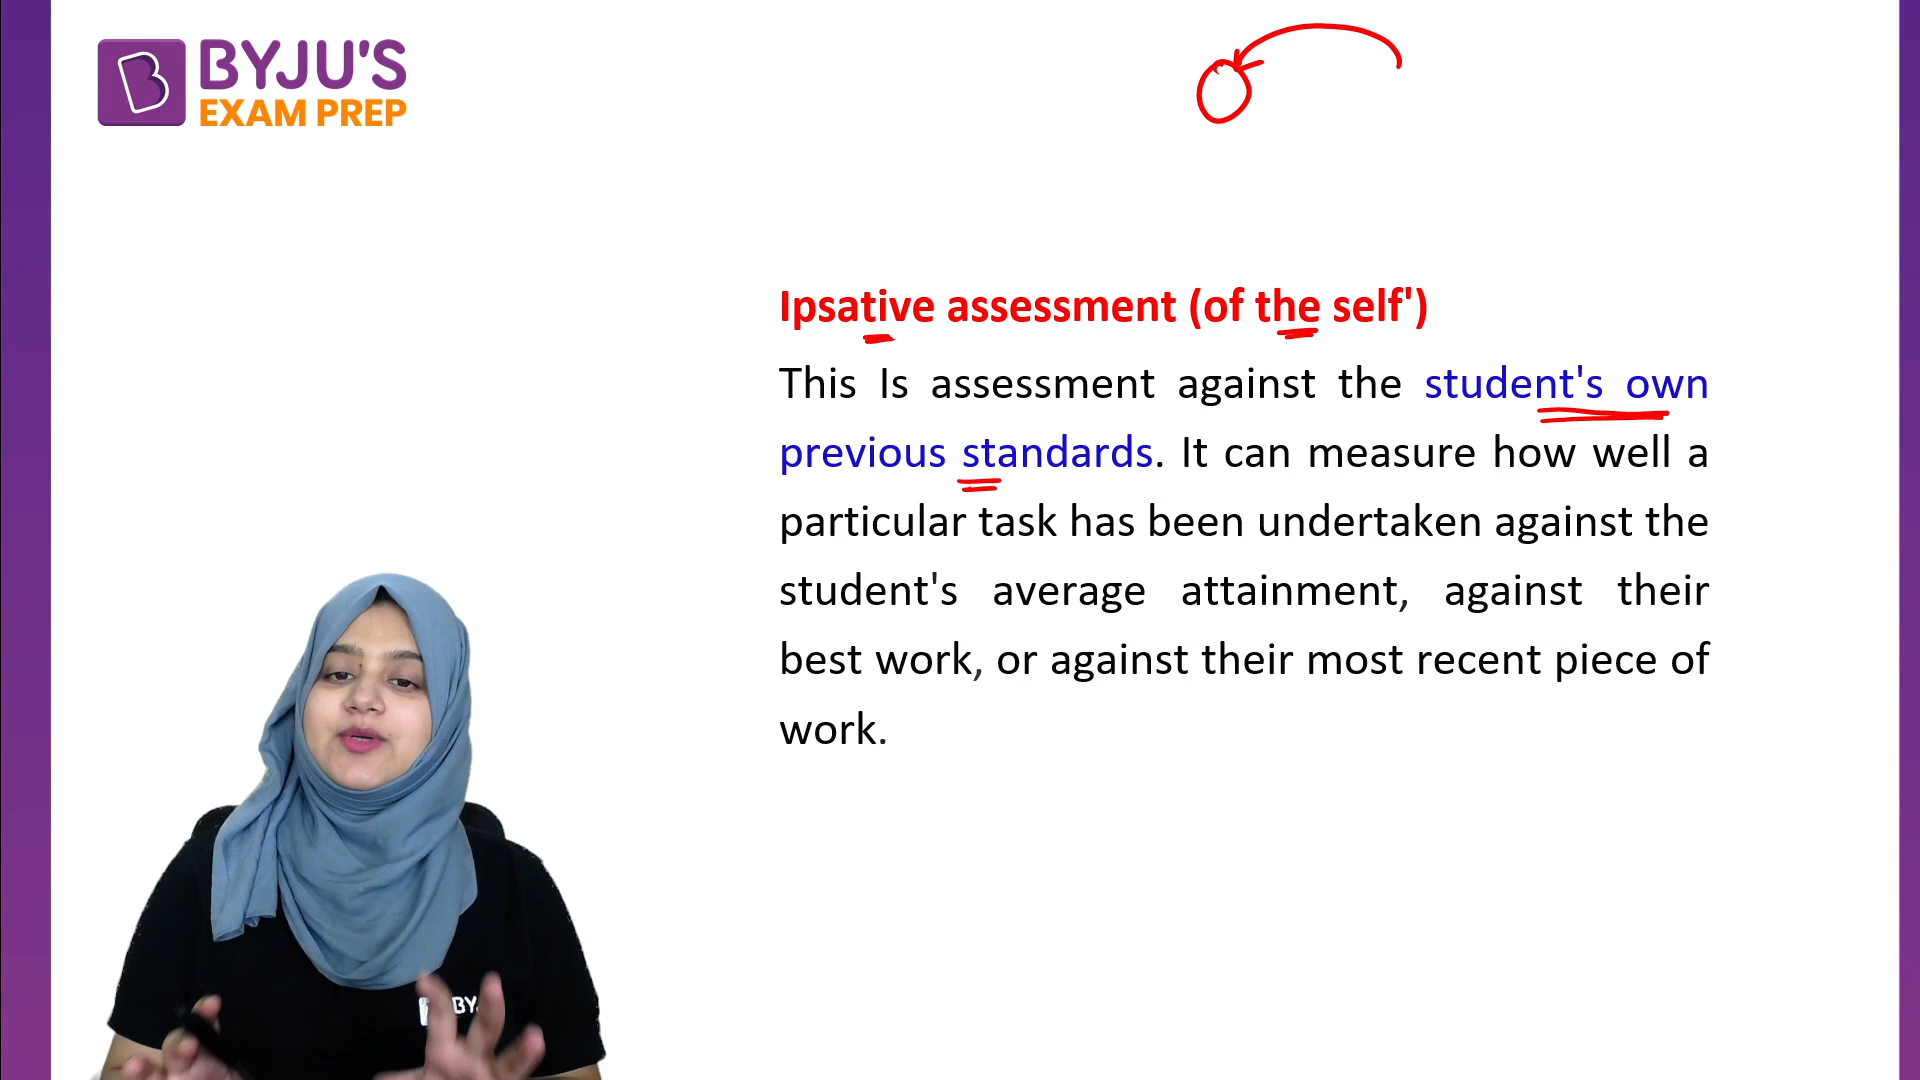 BYJU'S
EXAM PREP
Ipsative assessment (of the self')
This Is assessment against the student's own
previous standards. It can measure how well a
particular task has been undertaken against the
student's average attainment, against their
best work, or against their most recent piece of
work.